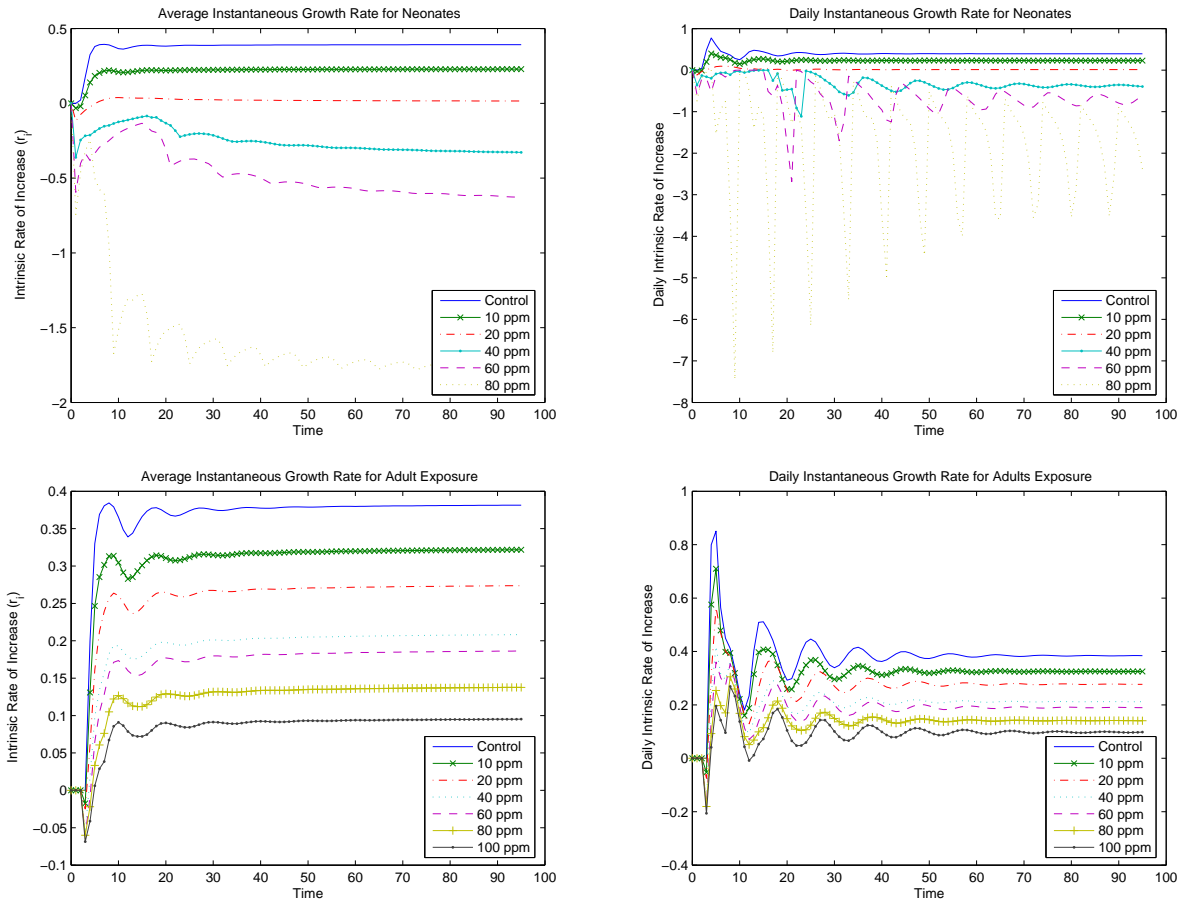 Average Instantaneous Growth Rate for Neonates
0.5
0
−0.5
−1
−1.5
−2
Intrinsic Rate of Increase (r_i)
0 10 20 30 40 50 60 70 80 90 100
Time
Control
10 ppm
20 ppm
40 ppm
60 ppm
80 ppm
Daily Instantaneous Growth Rate for Neonates
1
0
−1
−2
−3
−4
−5
−6
−7
−8
Daily Intrinsic Rate of Increase
0 10 20 30 40 50 60 70 80 90 100
Time
Control
10 ppm
20 ppm
40 ppm
60 ppm
80 ppm
Average Instantaneous Growth Rate for Adult Exposure
0.4
0.35
0.3
0.25
0.2
0.15
0.1
0.05
0
−0.05
−0.1
Intrinsic Rate of Increase (r_i)
0 10 20 30 40 50 60 70 80 90 100
Time
Control
10 ppm
20 ppm
40 ppm
60 ppm
80 ppm
100 ppm
Daily Instantaneous Growth Rate for Adults Exposure
1
0.8
0.6
0.4
0.2
0
−0.2
−0.4
Daily Intrinsic Rate of Increase
0 10 20 30 40 50 60 70 80 90 100
Time
Control
10 ppm
20 ppm
40 ppm
60 ppm
80 ppm
100 ppm